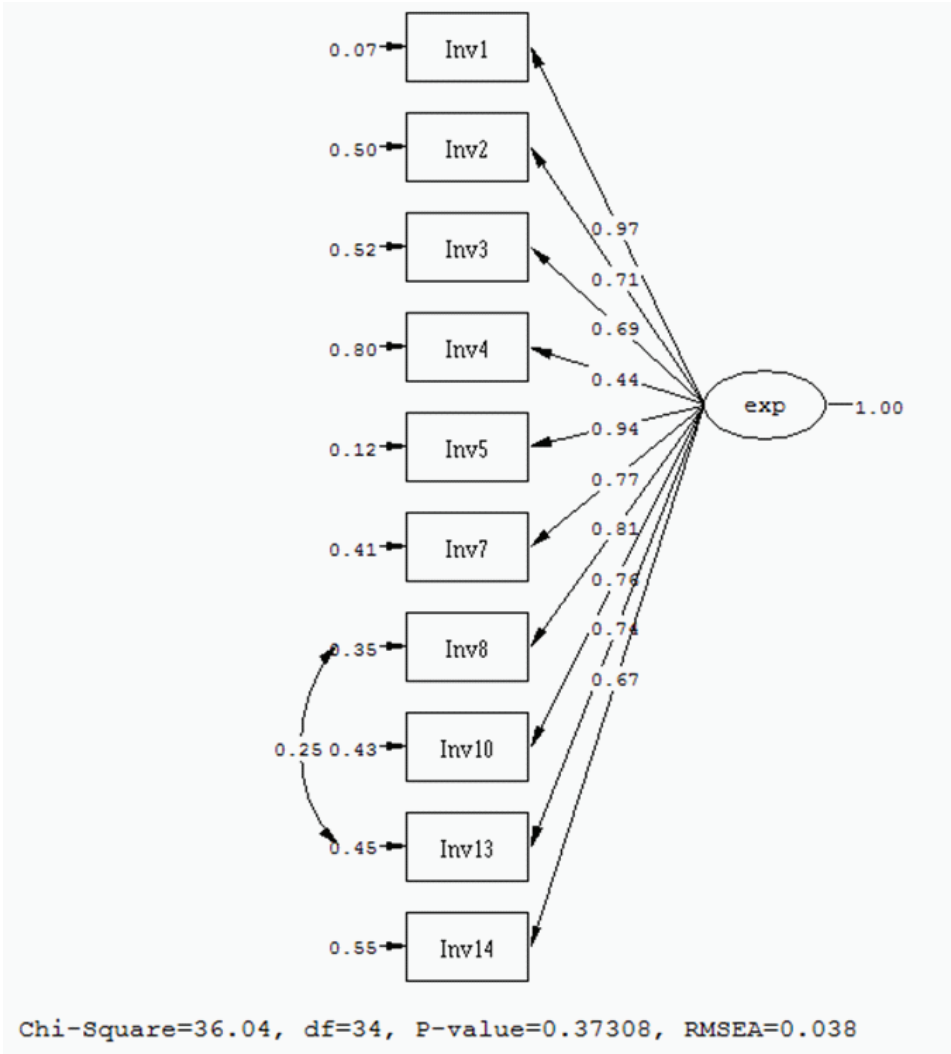 0.07 Inv1
0.50 Inv2
0.97
0.52 Inv3
0.71
0.69
0.80 Inv4
0.44
exp 1.00
0.94
0.12 Inv5
0.77
0.81
0.41 Inv7
0.76
0.74
0.35 Inv8
0.67
0.25 0.43 Inv10
0.45 Inv13
0.55 Inv14
Chi-Square=36.04, df=34, P-value=0.37308, RMSEA=0.038